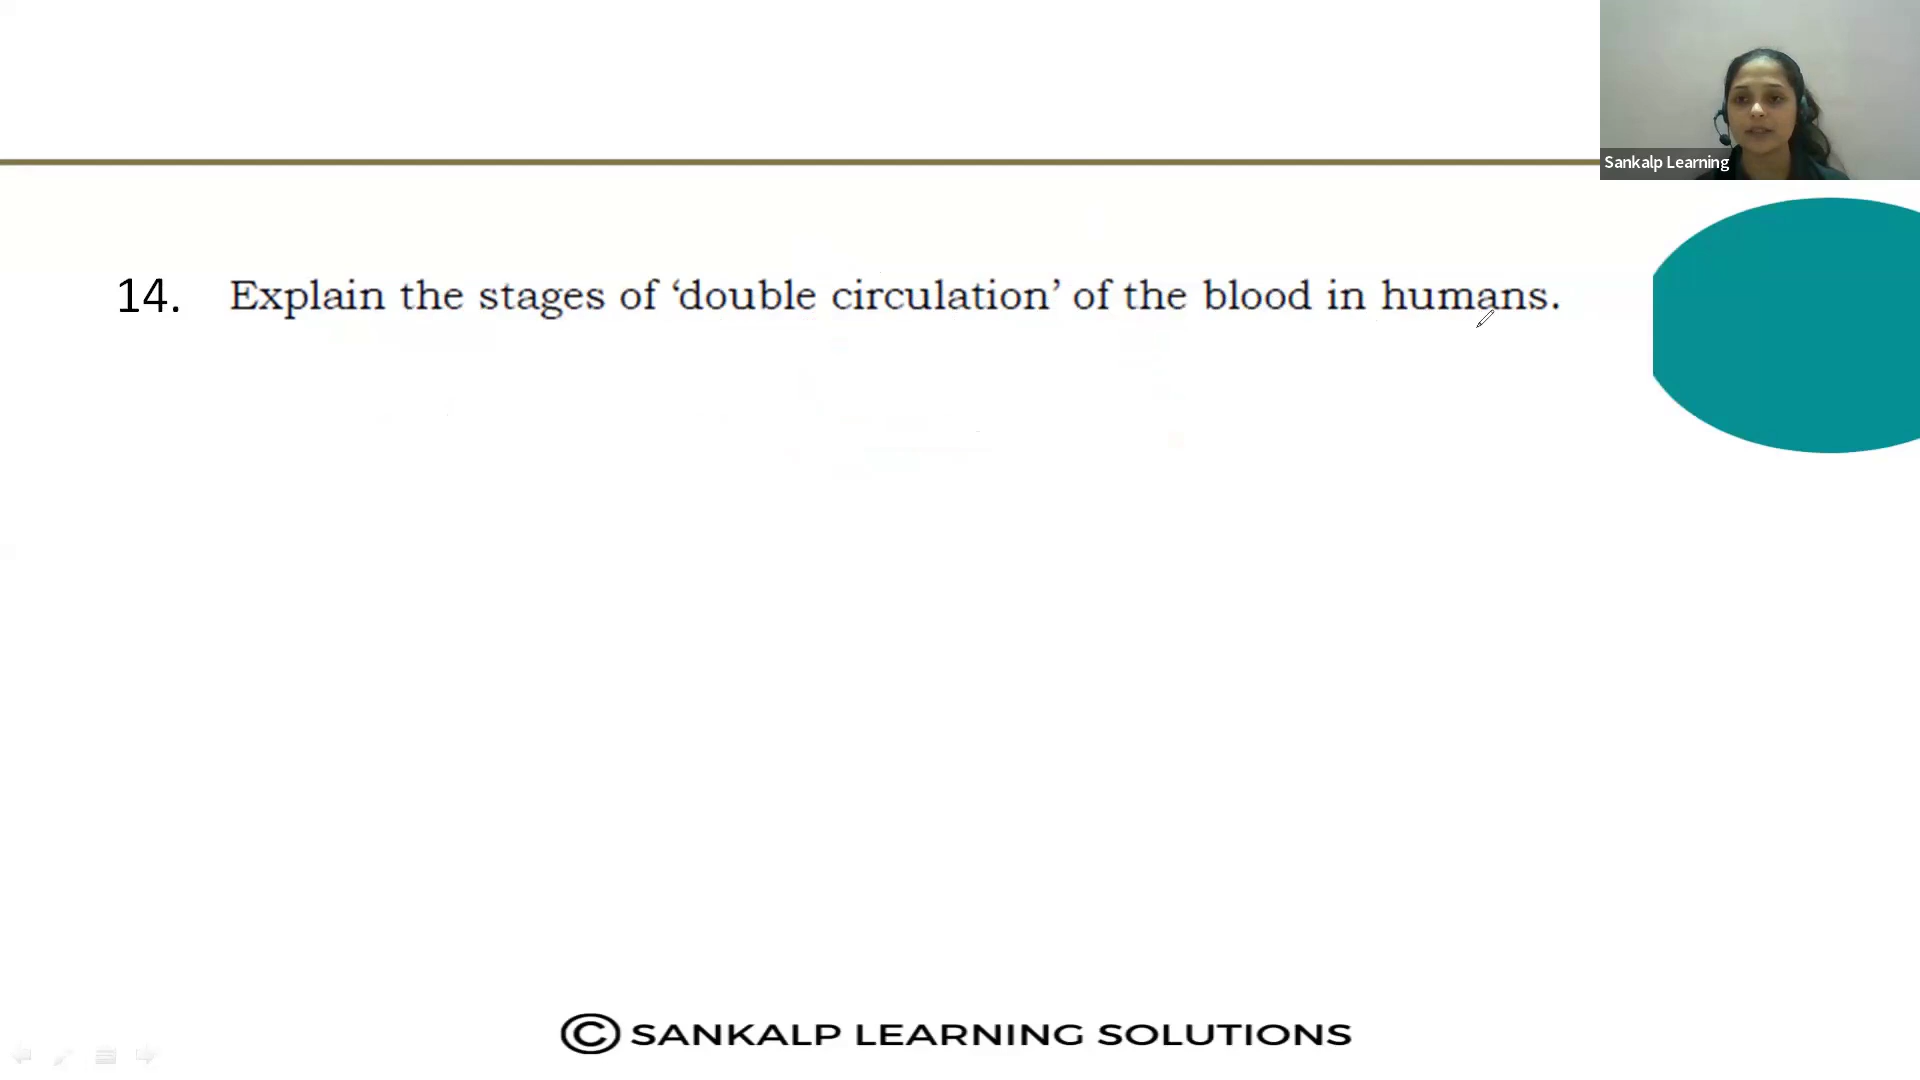 Sankalp Learning
14. Explain the stages of ‘double circulation’ of the blood in humans.
© SANKALP LEARNING SOLUTIONS